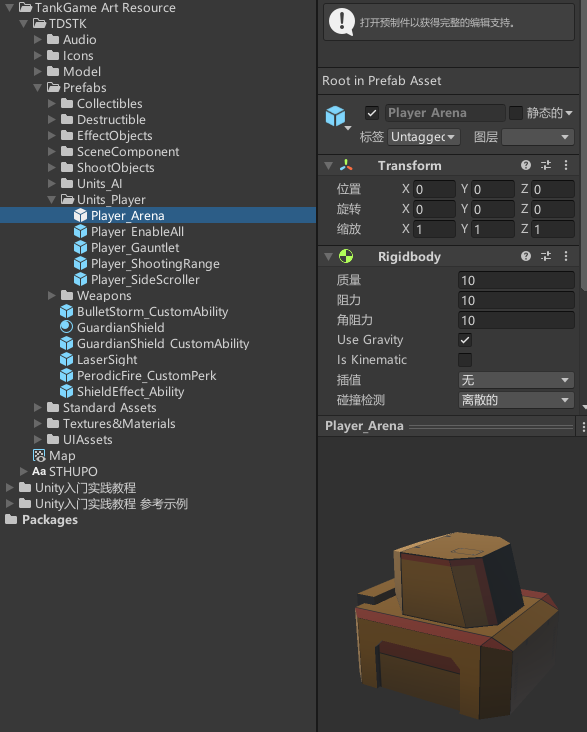 TankGame Art Resource
TDSTK
Audio
Icons
Model
Prefabs
Collectibles
Destructible
EffectObjects
SceneComponent
ShootObjects
Units_AI
Units_Player
Player_Arena
Player_EnableAll
Player_Gauntlet
Player_ShootingRange
Player_SideScroller
Weapons
BulletStorm_CustomAbility
GuardianShield
GuardianShield_CustomAbility
LaserSight
PerodicFire_CustomPerk
ShieldEffect_Ability
Standard Assets
Textures&Materials
UIAssets
Map
Aa STHUPO
Unity入门实践教程
Unity入门实践教程 参考示例
Packages
打开预制件以获得完整的编辑支持。
Root in Prefab Asset
Player Arena 静态的
标签 Untagged 图层
Transform
位置 X 0 Y 0 Z 0
旋转 X 0 Y 0 Z 0
缩放 X 1 Y 1 Z 1
Rigidbody
质量 10
阻力 10
角阻力 10
Use Gravity
Is Kinematic
插值 无
碰撞检测 离散的
Player_Arena